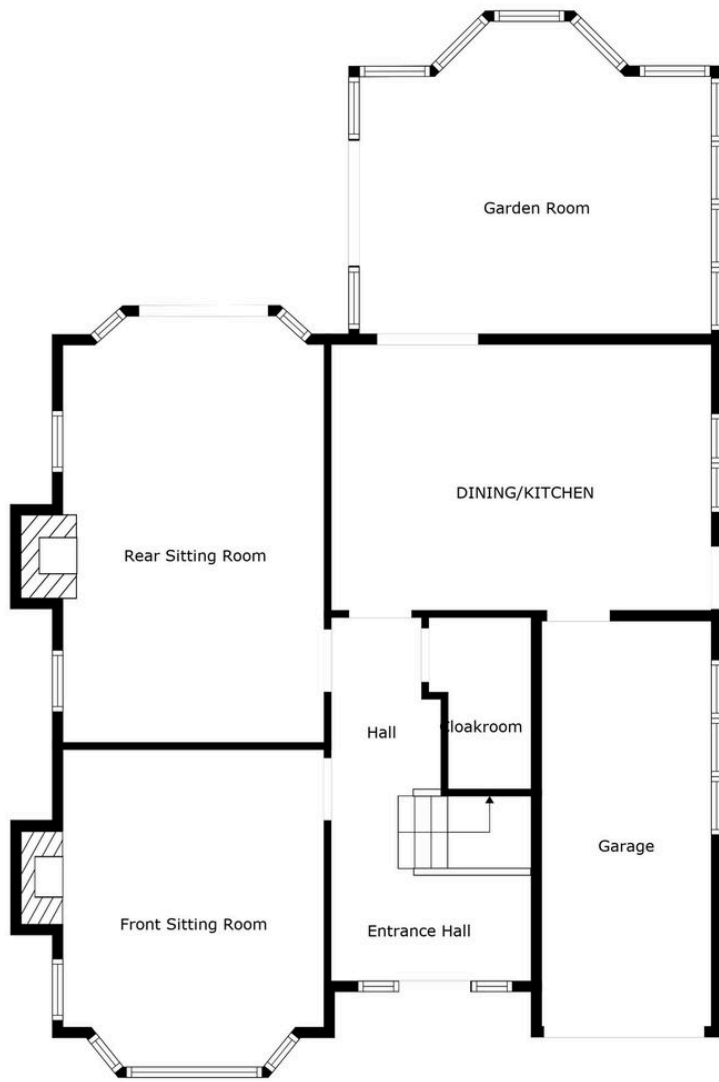 Garden Room
DINING/KITCHEN
Rear Sitting Room
Hall
Cloakroom
Garage
Front Sitting Room
Entrance Hall